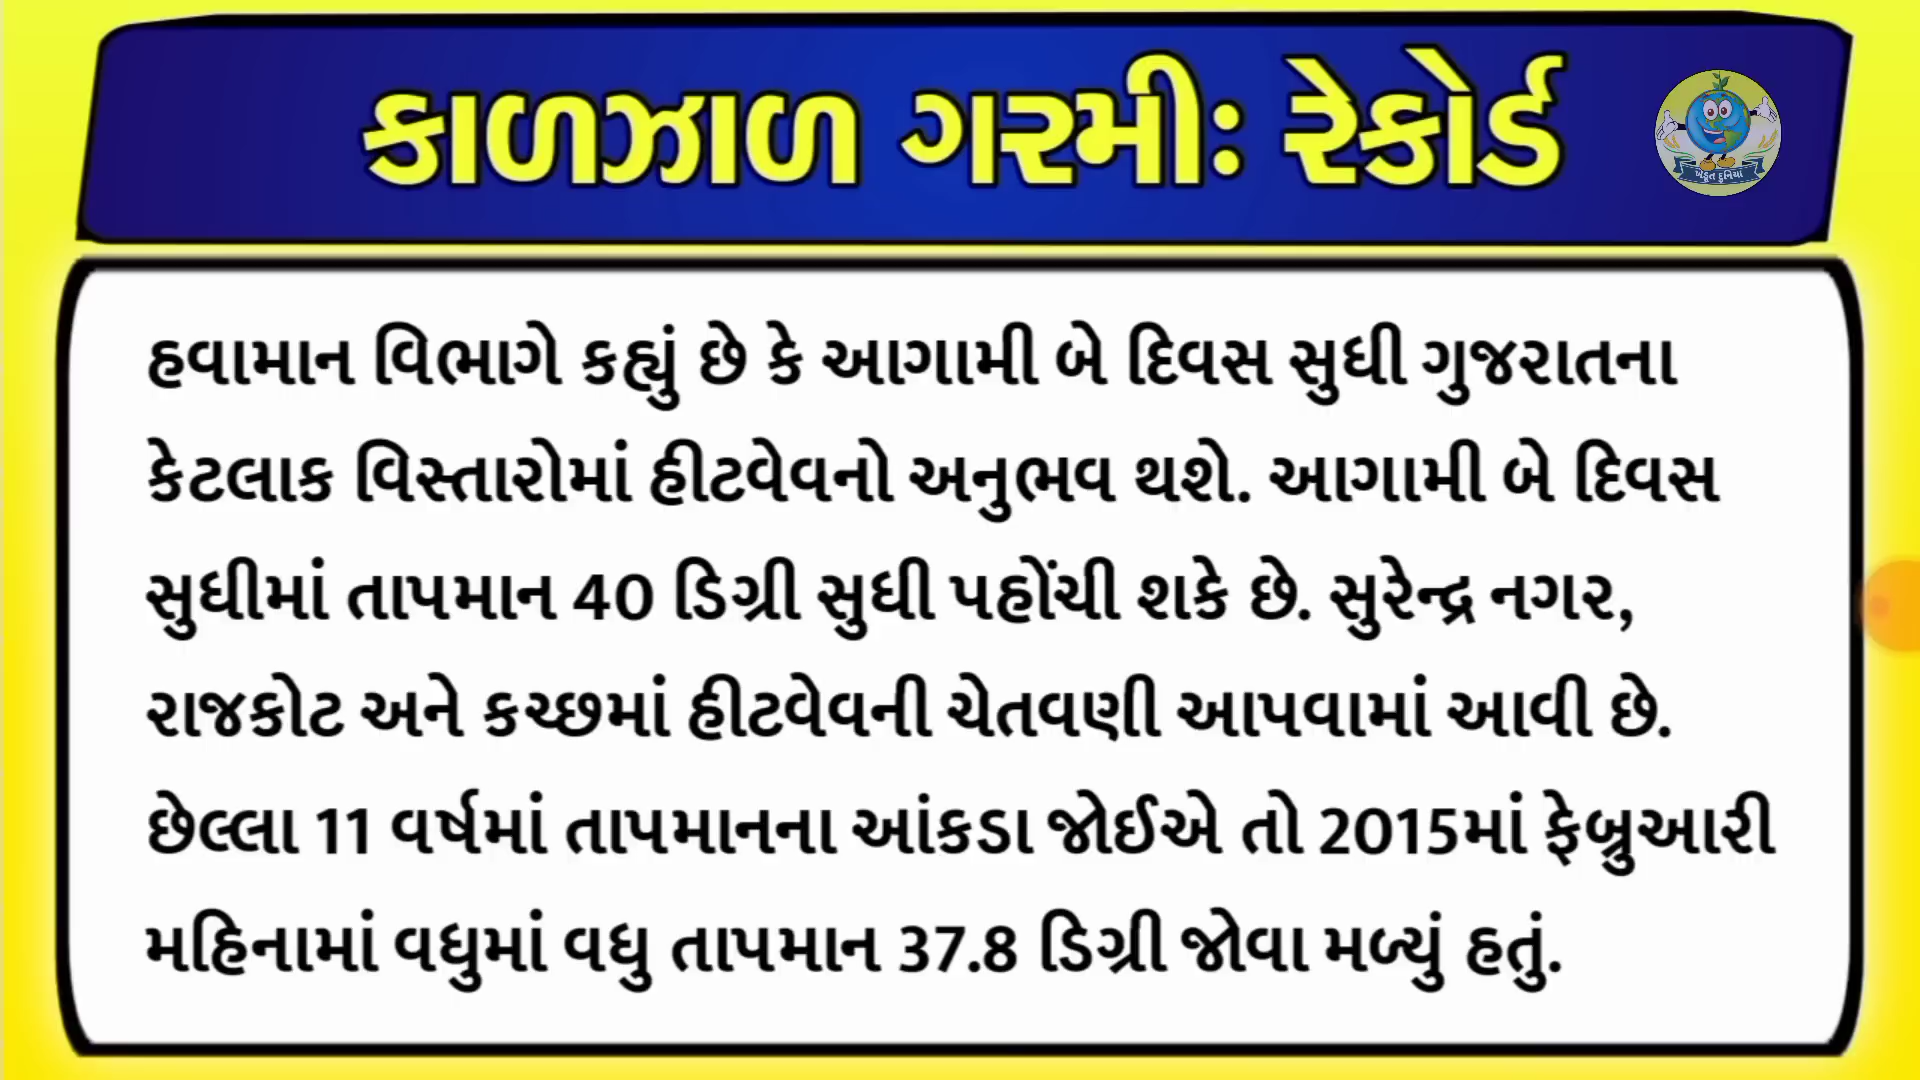 કાળઝાળ ગરમીઃ રેકોર્ડ
ખેડૂત દુનિયા
હવામાન વિભાગે કહ્યું છે કે આગામી બે દિવસ સુધી ગુજરાતના
કેટલાક વિસ્તારોમાં હીટવેવનો અનુભવ થશે. આગામી બે દિવસ
સુધીમાં તાપમાન 40 ડિગ્રી સુધી પહોંચી શકે છે. સુરેન્દ્ર નગર,
રાજકોટ અને કચ્છમાં હીટવેવની ચેતવણી આપવામાં આવી છે.
છેલ્લા 11 વર્ષમાં તાપમાનના આંકડા જોઈએ તો 2015માં ફેબ્રુઆરી
મહિનામાં વધુમાં વધુ તાપમાન 37.8 ડિગ્રી જોવા મળ્યું હતું.